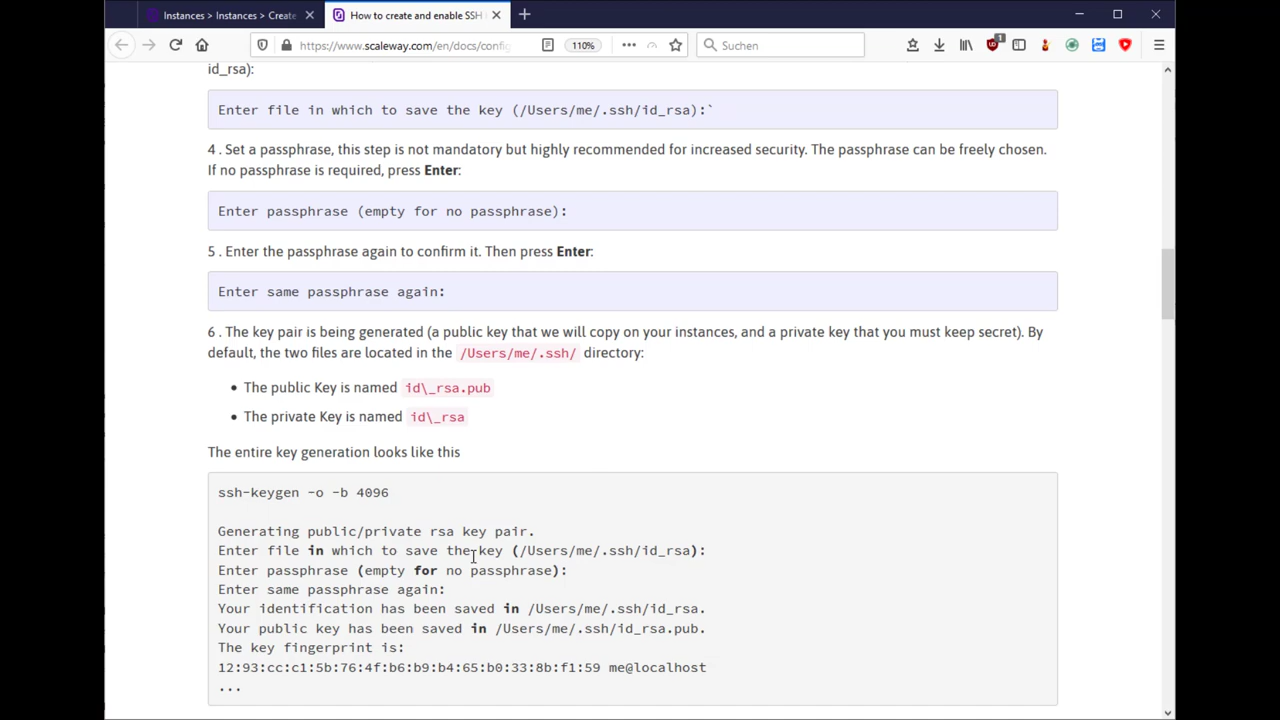 Instances > Instances > Create
How to create and enable SSH
https://www.scaleway.com/en/docs/config
110%
Suchen
1
id_rsa):
Enter file in which to save the key (/Users/me/.ssh/id_rsa):`
4 . Set a passphrase, this step is not mandatory but highly recommended for increased security. The passphrase can be freely chosen.
If no passphrase is required, press Enter:
Enter passphrase (empty for no passphrase):
5 . Enter the passphrase again to confirm it. Then press Enter:
Enter same passphrase again:
6 . The key pair is being generated (a public key that we will copy on your instances, and a private key that you must keep secret). By
default, the two files are located in the /Users/me/.ssh/ directory:
The public Key is named id\_rsa.pub
The private Key is named id\_rsa
The entire key generation looks like this
ssh-keygen -o -b 4096
Generating public/private rsa key pair.
Enter file in which to save the key (/Users/me/.ssh/id_rsa):
Enter passphrase (empty for no passphrase):
Enter same passphrase again:
Your identification has been saved in /Users/me/.ssh/id_rsa.
Your public key has been saved in /Users/me/.ssh/id_rsa.pub.
The key fingerprint is:
12:93:cc:c1:5b:76:4f:b6:b9:b4:65:b0:33:8b:f1:59 me@localhost
...